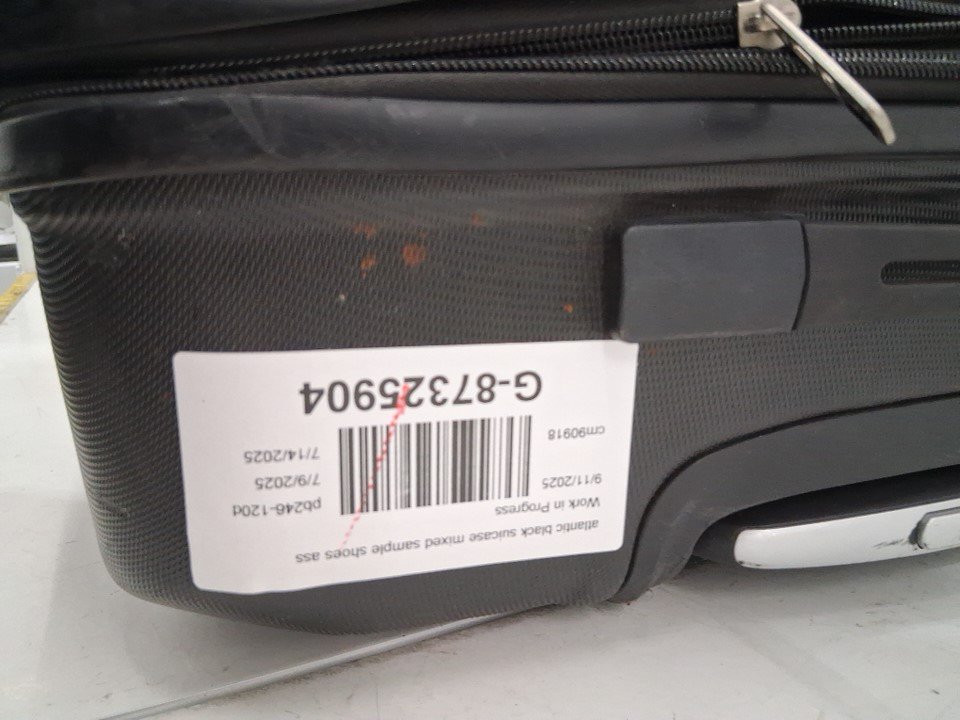 atlantic black suicase mixed sample shoes ass
Work in Progress
9/11/2025
pb246-120d
7/9/2025
7/14/2025
cm90918
G-87325904